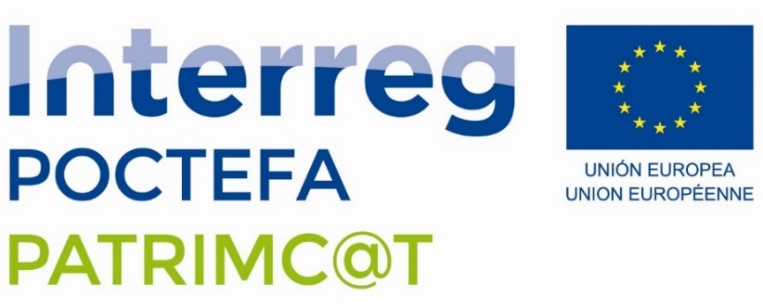 Interreg
POCTEFA
PATRIMC@T
UNIÓN EUROPEA
UNION EUROPÉENNE